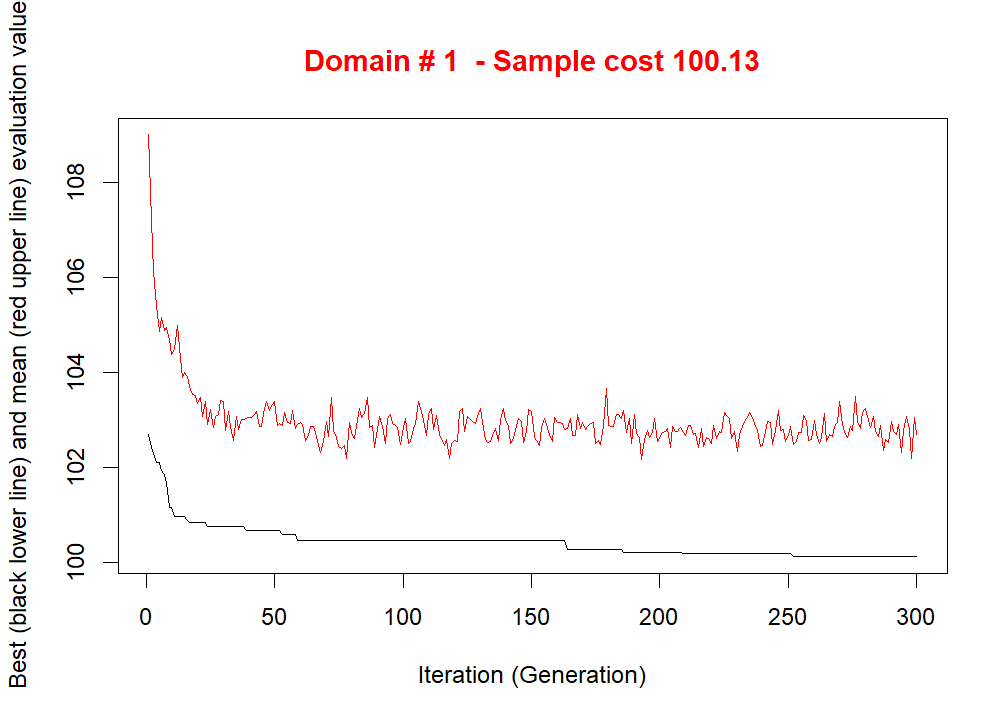 Domain # 1  - Sample cost 100.13
Best (black lower line) and mean (red upper line) evaluation value
108
106
104
102
100
0 50 100 150 200 250 300
Iteration (Generation)